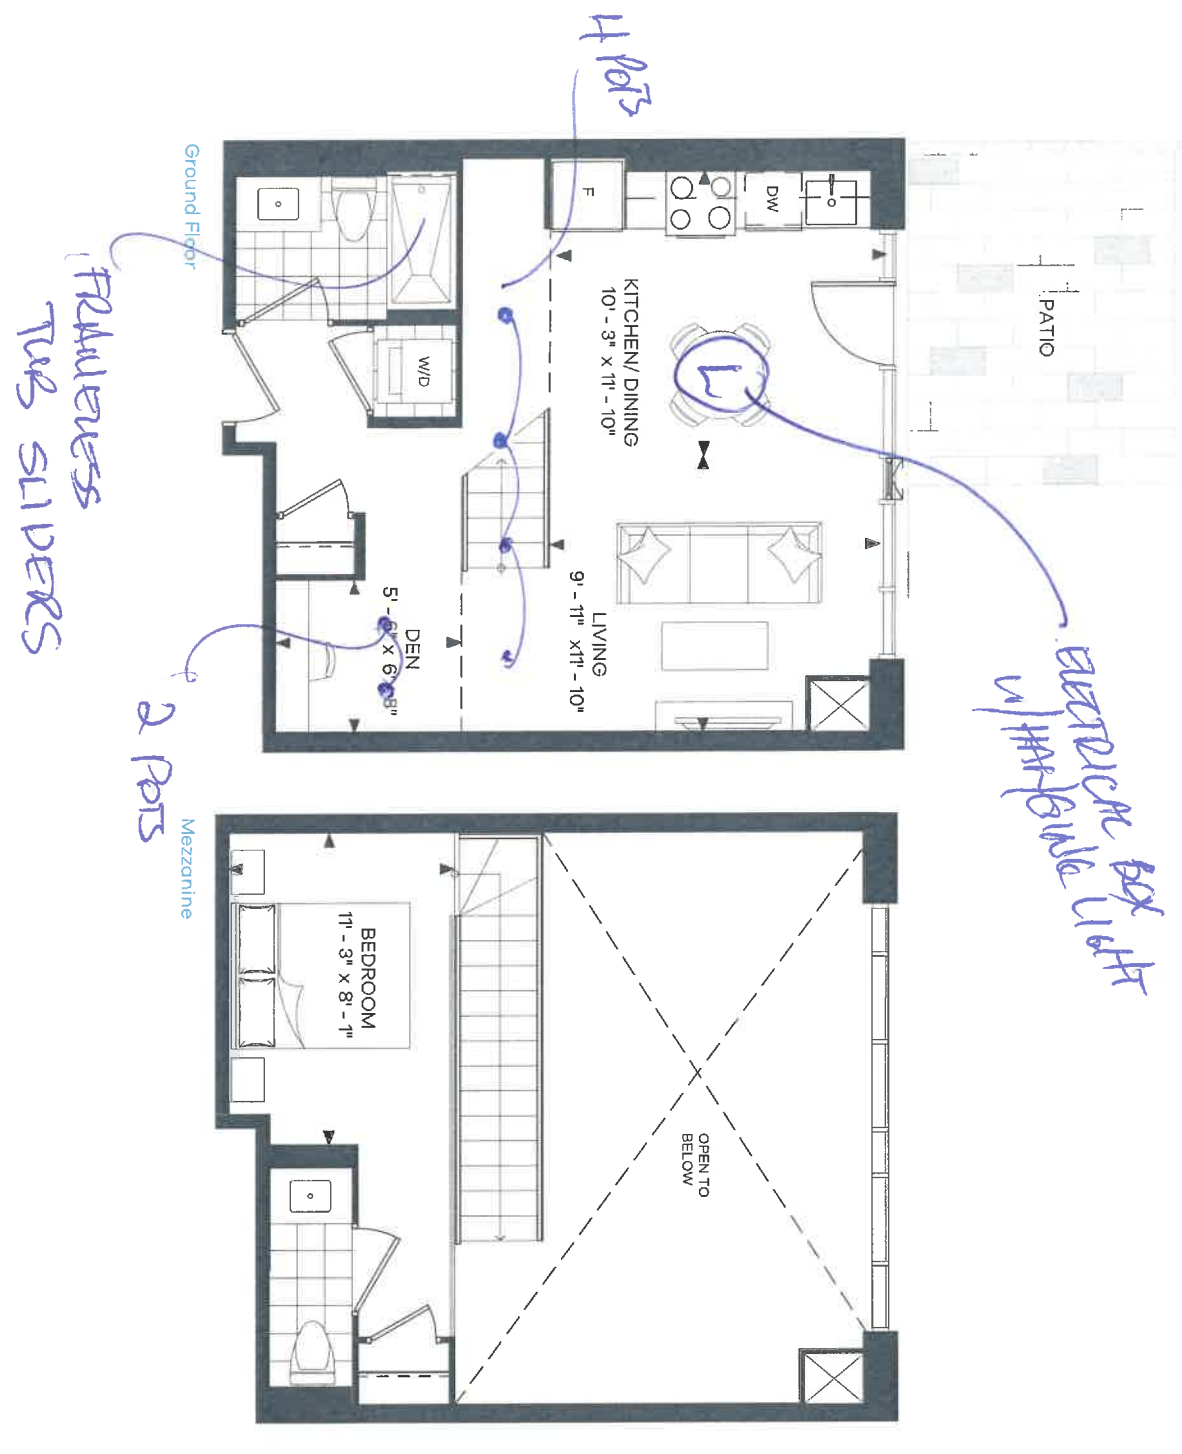 4 POTS
Ground Floor
FRAMELESS
TUB SLIDERS
F
DW
W/D
KITCHEN/ DINING
10' - 3" x 11' - 10"
L
PATIO
LIVING
9' - 11" x11' - 10"
DEN
5' - 6" x 6' - 8"
2 POTS
ELECTRICAL BOX
W/HANGING LIGHT
Mezzanine
BEDROOM
11' - 3" x 8' - 1"
OPEN TO
BELOW